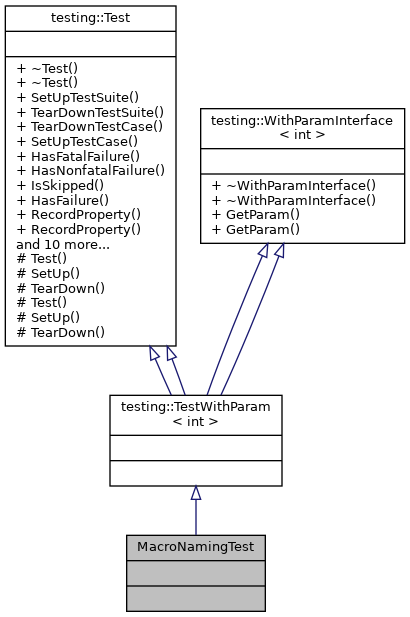 testing::Test
+ ~Test()
+ ~Test()
+ SetUpTestSuite()
+ TearDownTestSuite()
+ TearDownTestCase()
+ SetUpTestCase()
+ HasFatalFailure()
+ HasNonfatalFailure()
+ IsSkipped()
+ HasFailure()
+ RecordProperty()
+ RecordProperty()
and 10 more...
# Test()
# SetUp()
# TearDown()
# Test()
# SetUp()
# TearDown()
testing::WithParamInterface
< int >
+ ~WithParamInterface()
+ ~WithParamInterface()
+ GetParam()
+ GetParam()
testing::TestWithParam
< int >
MacroNamingTest